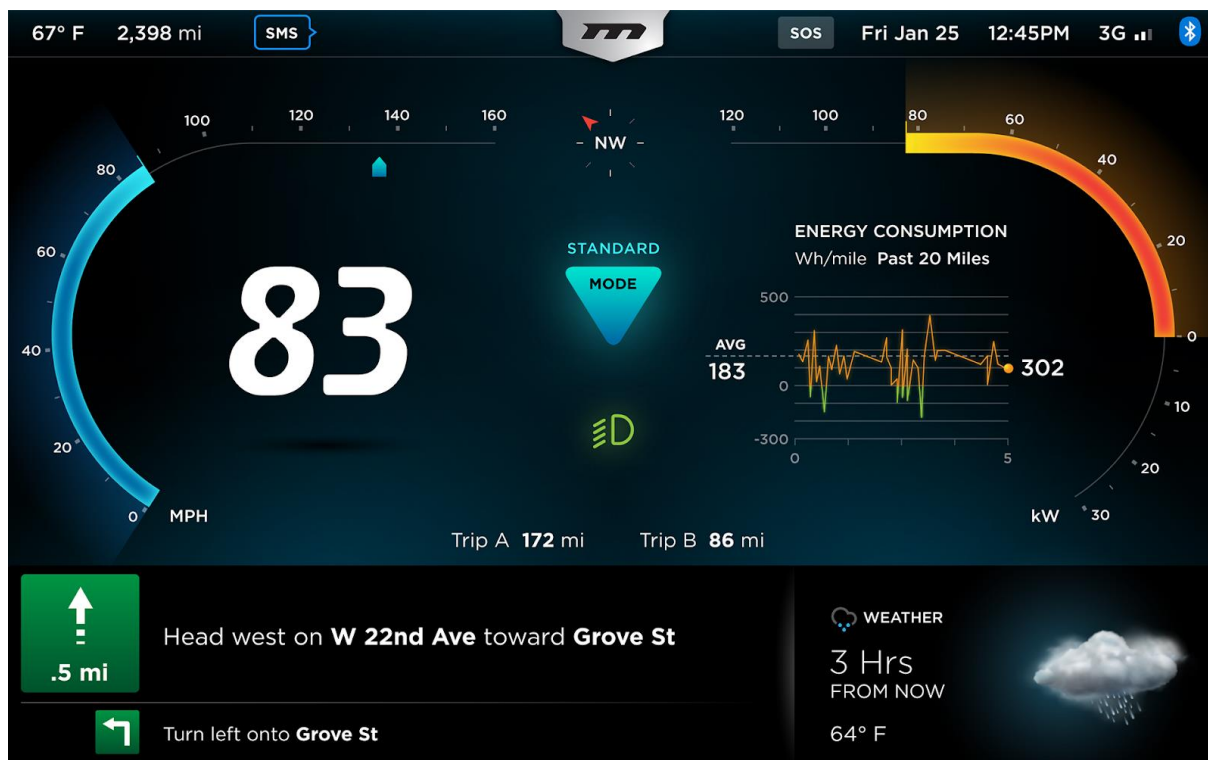 67° F 2,398 mi SMS SOS Fri Jan 25 12:45PM 3G
100 120 140 160 120 100 80 60
NW
80 40
60 20
40 0
20 10
0 20
MPH kW 30
83
STANDARD
MODE
ENERGY CONSUMPTION
Wh/mile Past 20 Miles
500
AVG
183 0 302
-300
0 5
Trip A 172 mi Trip B 86 mi
.5 mi
Head west on W 22nd Ave toward Grove St
Turn left onto Grove St
WEATHER
3 Hrs
FROM NOW
64° F